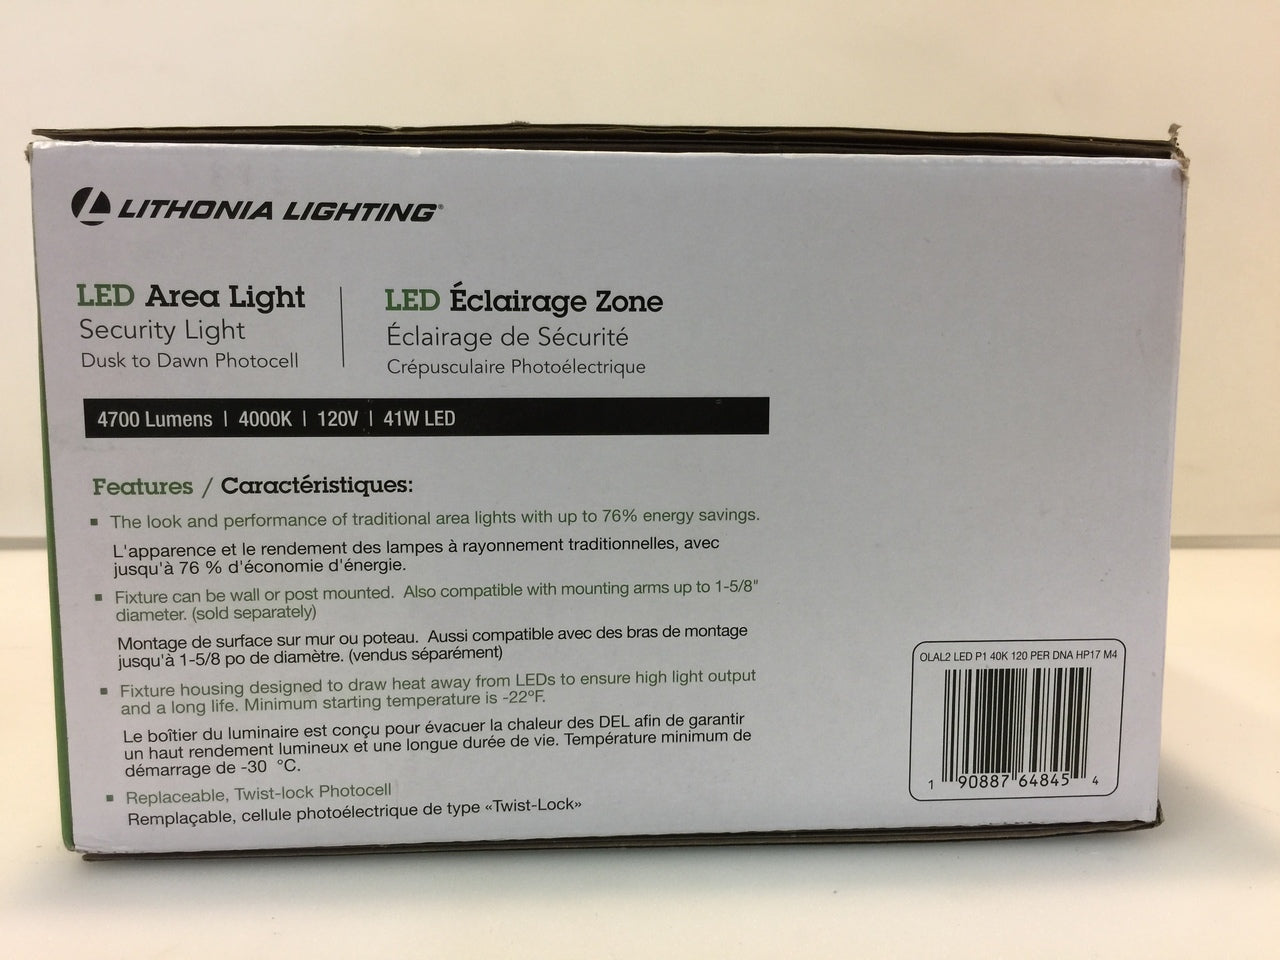 LITHONIA LIGHTING®
LED Area Light
Security Light
Dusk to Dawn Photocell
LED Éclairage Zone
Éclairage de Sécurité
Crépusculaire Photoélectrique
4700 Lumens | 4000K | 120V | 41W LED
Features / Caractéristiques:
▪ The look and performance of traditional area lights with up to 76% energy savings.
L'apparence et le rendement des lampes à rayonnement traditionnelles, avec
jusqu'à 76 % d'économie d'énergie.
▪ Fixture can be wall or post mounted. Also compatible with mounting arms up to 1-5/8"
diameter. (sold separately)
Montage de surface sur mur ou poteau. Aussi compatible avec des bras de montage
jusqu'à 1-5/8 po de diamètre. (vendus séparément)
▪ Fixture housing designed to draw heat away from LEDs to ensure high light output
and a long life. Minimum starting temperature is -22°F.
Le boîtier du luminaire est conçu pour évacuer la chaleur des DEL afin de garantir
un haut rendement lumineux et une longue durée de vie. Température minimum de
démarrage de -30 °C.
▪ Replaceable, Twist-lock Photocell
Remplaçable, cellule photoélectrique de type «Twist-Lock»
OLAL2 LED P1 40K 120 PER DNA HP17 M4
1 90887 64845 4